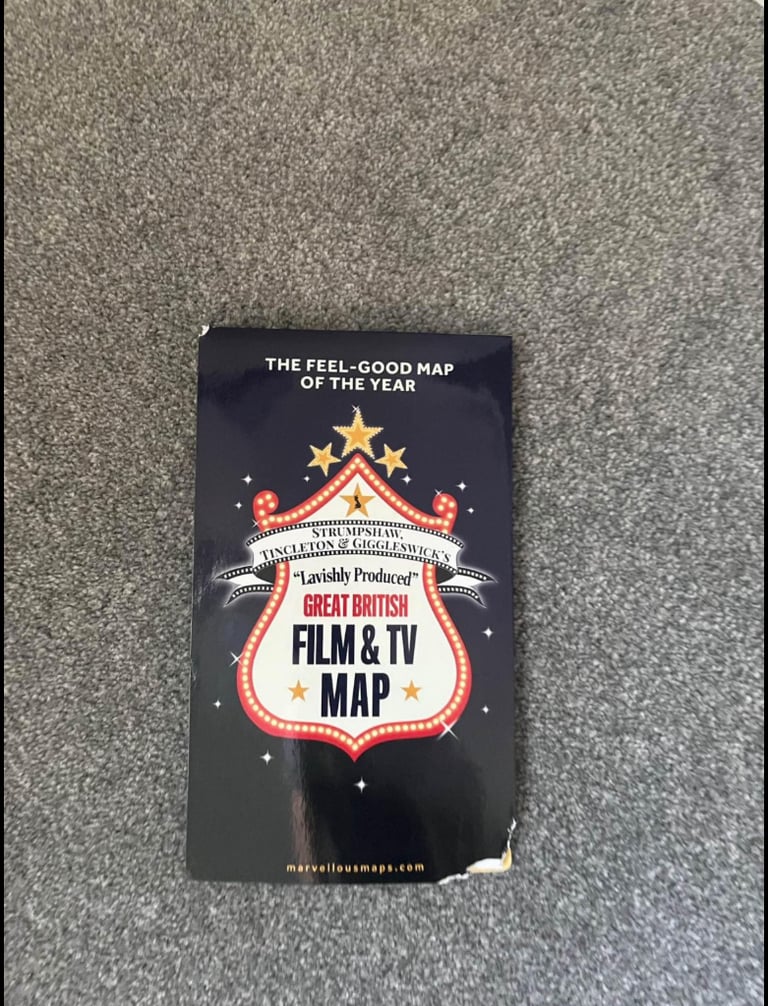 THE FEEL-GOOD MAP
OF THE YEAR
STRUMPSHAW,
TINCLETON & GIGGLESWICK'S
"Lavishly Produced"
GREAT BRITISH
FILM & TV
MAP
marvellousmaps.com